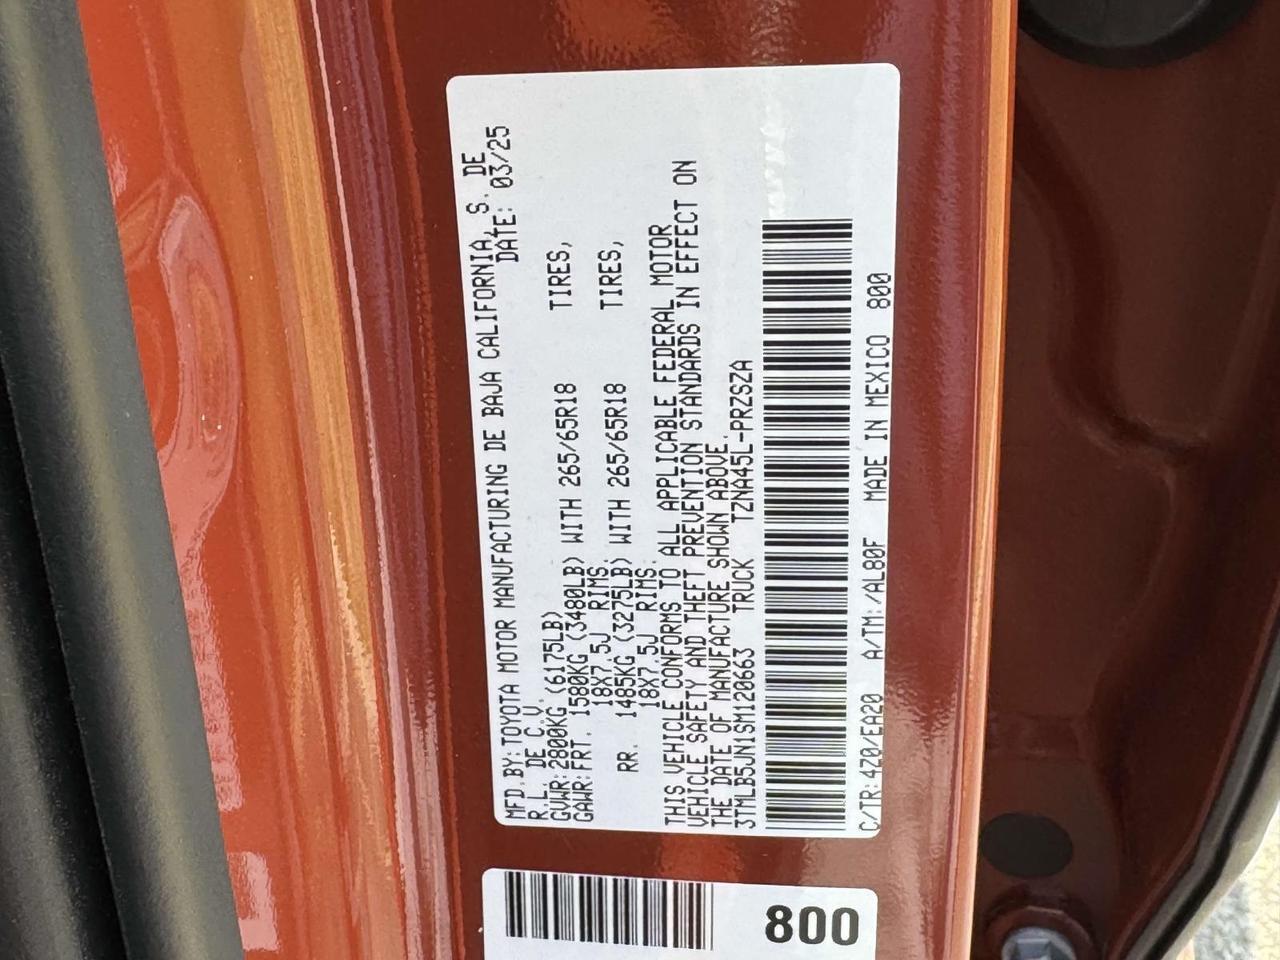 MFD.BY: TOYOTA MOTOR MANUFACTURING DE BAJA CALIFORNIA, S. DE
R.L. DE C.V. DATE: 03/25
GVWR: 2800KG (6175LB)
GAWR: FRT. 1580KG (3480LB) WITH 265/65R18 TIRES,
18X7.5J RIMS.
RR. 1485KG (3275LB) WITH 265/65R18 TIRES,
18X7.5J RIMS.
THIS VEHICLE CONFORMS TO ALL APPLICABLE FEDERAL MOTOR
VEHICLE SAFETY AND THEFT PREVENTION STANDARDS IN EFFECT ON
THE DATE OF MANUFACTURE SHOWN ABOVE.
3TMLB5JN1SM120663 TRUCK TZNA45L-PRZSZA
C/TR: 4Z0/EA20 A/TM: /AL80F MADE IN MEXICO 800
800